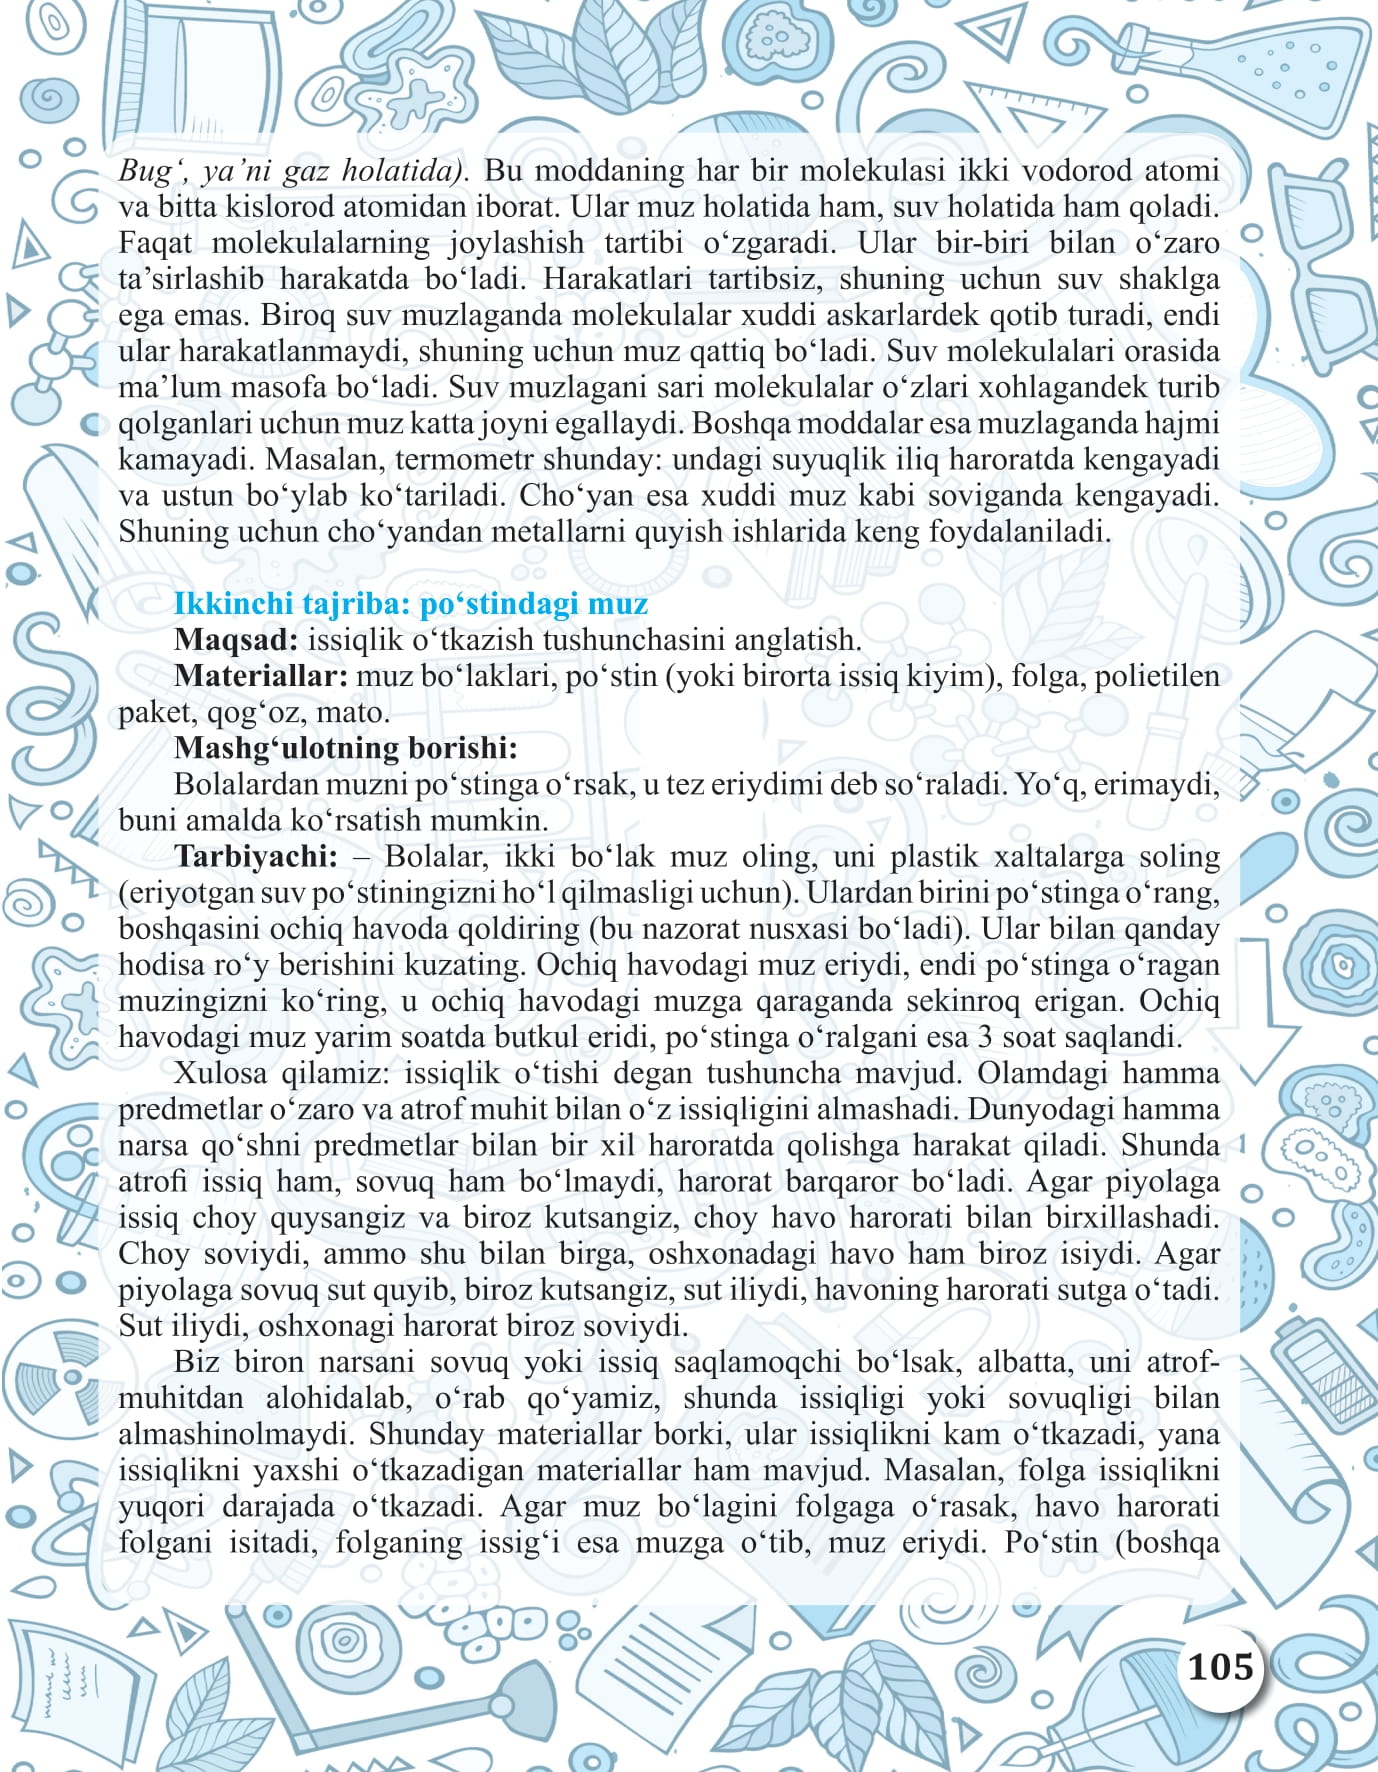 Bug‘, ya’ni gaz holatida). Bu moddaning har bir molekulasi ikki vodorod atomi
va bitta kislorod atomidan iborat. Ular muz holatida ham, suv holatida ham qoladi.
Faqat molekulalarning joylashish tartibi o‘zgaradi. Ular bir-biri bilan o‘zaro
ta’sirlashib harakatda bo‘ladi. Harakatlari tartibsiz, shuning uchun suv shaklga
ega emas. Biroq suv muzlaganda molekulalar xuddi askarlardek qotib turadi, endi
ular harakatlanmaydi, shuning uchun muz qattiq bo‘ladi. Suv molekulalari orasida
ma’lum masofa bo‘ladi. Suv muzlagani sari molekulalar o‘zlari xohlagandek turib
qolganlari uchun muz katta joyni egallaydi. Boshqa moddalar esa muzlaganda hajmi
kamayadi. Masalan, termometr shunday: undagi suyuqlik iliq haroratda kengayadi
va ustun bo‘ylab ko‘tariladi. Cho‘yan esa xuddi muz kabi soviganda kengayadi.
Shuning uchun cho‘yandan metallarni quyish ishlarida keng foydalaniladi.
Ikkinchi tajriba: po‘stindagi muz
Maqsad: issiqlik o‘tkazish tushunchasini anglatish.
Materiallar: muz bo‘laklari, po‘stin (yoki birorta issiq kiyim), folga, polietilen
paket, qog‘oz, mato.
Mashg‘ulotning borishi:
Bolalardan muzni po‘stinga o‘rsak, u tez eriydimi deb so‘raladi. Yo‘q, erimaydi,
buni amalda ko‘rsatish mumkin.
Tarbiyachi: – Bolalar, ikki bo‘lak muz oling, uni plastik xaltalarga soling
(eriyotgan suv po‘stiningizni ho‘l qilmasligi uchun). Ulardan birini po‘stinga o‘rang,
boshqasini ochiq havoda qoldiring (bu nazorat nusxasi bo‘ladi). Ular bilan qanday
hodisa ro‘y berishini kuzating. Ochiq havodagi muz eriydi, endi po‘stinga o‘ragan
muzingizni ko‘ring, u ochiq havodagi muzga qaraganda sekinroq erigan. Ochiq
havodagi muz yarim soatda butkul eridi, po‘stinga o‘ralgani esa 3 soat saqlandi.
Xulosa qilamiz: issiqlik o‘tishi degan tushuncha mavjud. Olamdagi hamma
predmetlar o‘zaro va atrof muhit bilan o‘z issiqligini almashadi. Dunyodagi hamma
narsa qo‘shni predmetlar bilan bir xil haroratda qolishga harakat qiladi. Shunda
atrofi issiq ham, sovuq ham bo‘lmaydi, harorat barqaror bo‘ladi. Agar piyolaga
issiq choy quysangiz va biroz kutsangiz, choy havo harorati bilan birxillashadi.
Choy soviydi, ammo shu bilan birga, oshxonadagi havo ham biroz isiydi. Agar
piyolaga sovuq sut quyib, biroz kutsangiz, sut iliydi, havoning harorati sutga o‘tadi.
Sut iliydi, oshxonagi harorat biroz soviydi.
Biz biron narsani sovuq yoki issiq saqlamoqchi bo‘lsak, albatta, uni atrof-
muhitdan alohidalab, o‘rab qo‘yamiz, shunda issiqligi yoki sovuqligi bilan
almashinolmaydi. Shunday materiallar borki, ular issiqlikni kam o‘tkazadi, yana
issiqlikni yaxshi o‘tkazadigan materiallar ham mavjud. Masalan, folga issiqlikni
yuqori darajada o‘tkazadi. Agar muz bo‘lagini folgaga o‘rasak, havo harorati
folgani isitadi, folganing issig‘i esa muzga o‘tib, muz eriydi. Po‘stin (boshqa
105